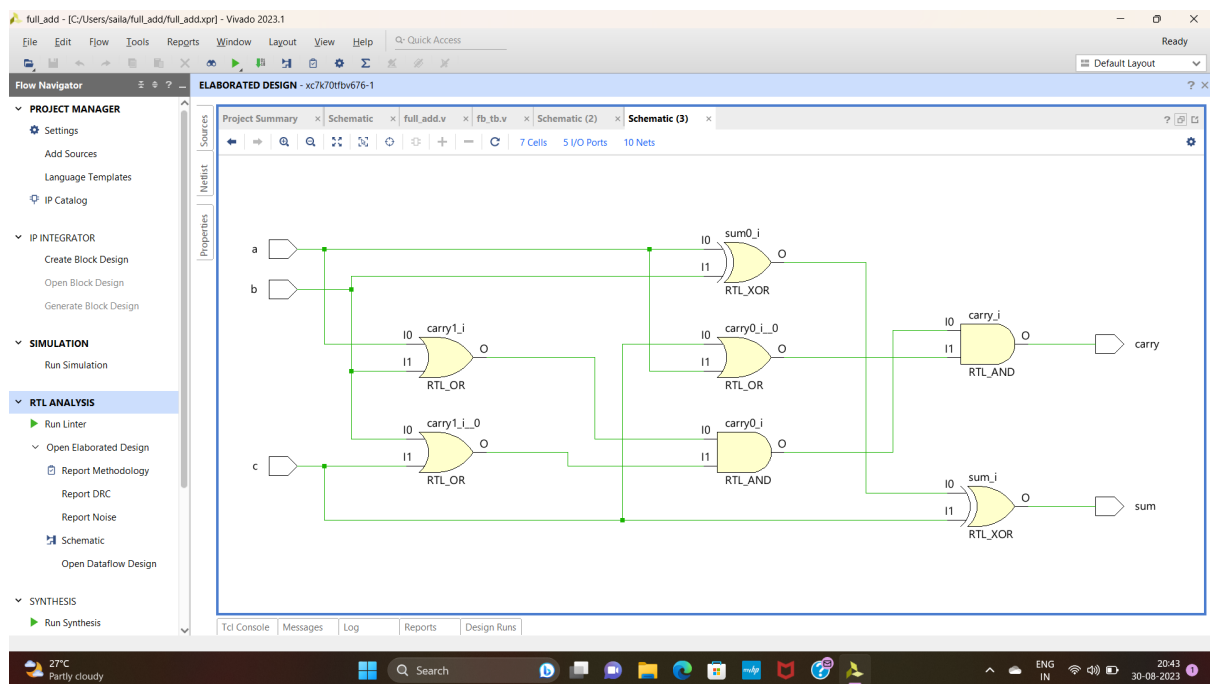 full_add - [C:/Users/saila/full_add/full_add.xpr] - Vivado 2023.1
File Edit Flow Tools Reports Window Layout View Help Q- Quick Access Ready
Default Layout
Flow Navigator ? ELABORATED DESIGN - xc7k70tfbv676-1 ?
PROJECT MANAGER
Settings
Add Sources
Language Templates
IP Catalog
IP INTEGRATOR
Create Block Design
Open Block Design
Generate Block Design
SIMULATION
Run Simulation
RTL ANALYSIS
Run Linter
Open Elaborated Design
Report Methodology
Report DRC
Report Noise
Schematic
Open Dataflow Design
SYNTHESIS
Run Synthesis
Sources
Netlist
Properties
Project Summary Schematic full_add.v fb_tb.v Schematic (2) Schematic (3) ?
7 Cells 5 I/O Ports 10 Nets
a
b
c
sum0_i
I0
I1
O
RTL_XOR
carry1_i
I0
I1
O
RTL_OR
carry0_i__0
I0
I1
O
RTL_OR
carry_i
I0
I1
O
RTL_AND
carry
carry1_i__0
I0
I1
O
RTL_OR
carry0_i
I0
I1
O
RTL_AND
sum_i
I0
I1
O
RTL_XOR
sum
Tcl Console Messages Log Reports Design Runs
27°C
Partly cloudy
Search
myhp
ENG
IN
20:43
30-08-2023
1